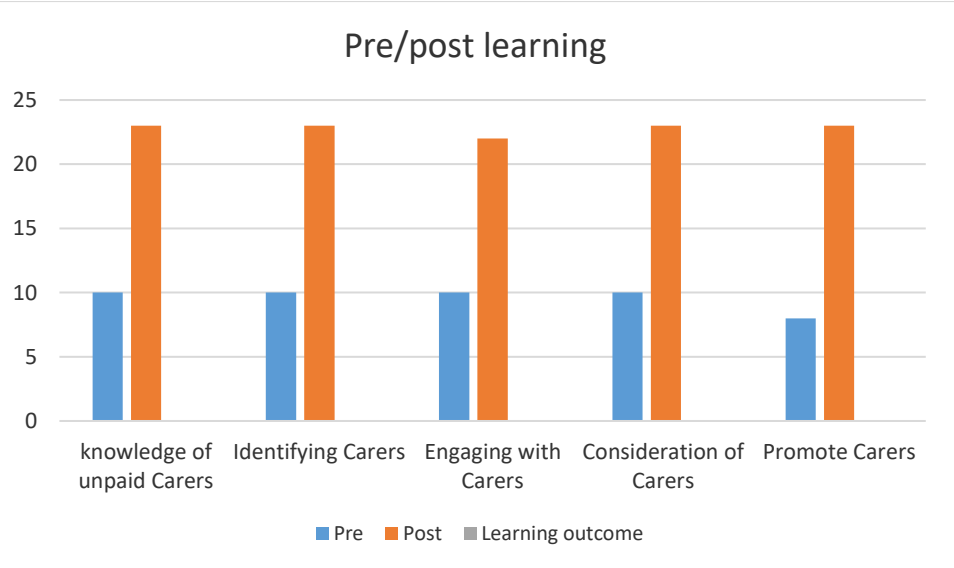 Pre/post learning
25
20
15
10
5
0
knowledge of unpaid Carers
Identifying Carers
Engaging with Carers
Consideration of Carers
Promote Carers
Pre
Post
Learning outcome